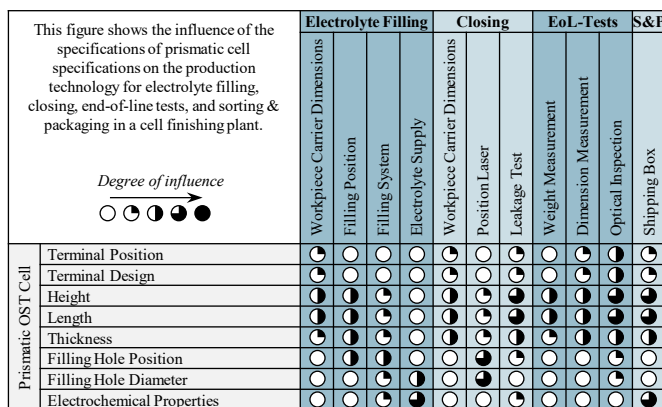 This figure shows the influence of the
specifications of prismatic cell
specifications on the production
technology for electrolyte filling,
closing, end-of-line tests, and sorting &
packaging in a cell finishing plant.
Degree of influence
Electrolyte Filling
Closing
EoL-Tests
S&P
Workpiece Carrier Dimensions
Filling Position
Filling System
Electrolyte Supply
Workpiece Carrier Dimensions
Position Laser
Leakage Test
Weight Measurement
Dimension Measurement
Optical Inspection
Shipping Box
Prismatic OST Cell
Terminal Position
Terminal Design
Height
Length
Thickness
Filling Hole Position
Filling Hole Diameter
Electrochemical Properties